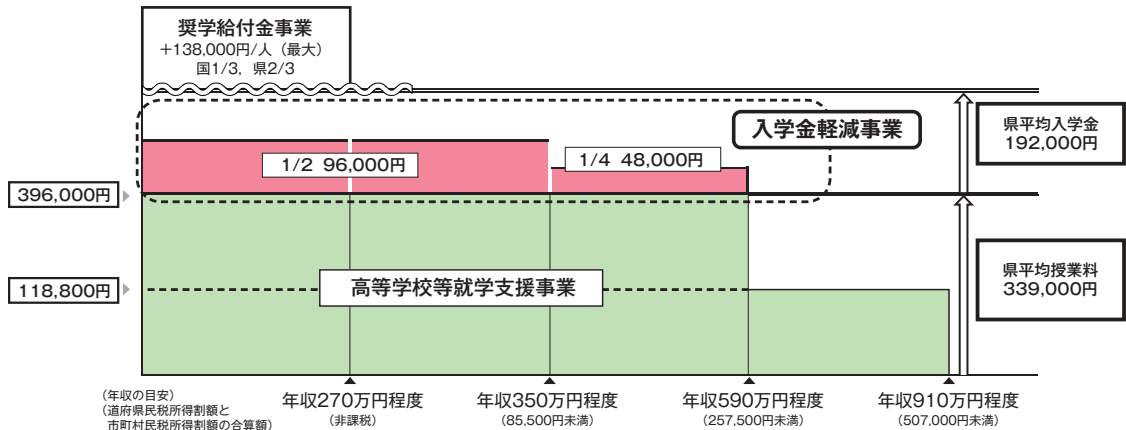 奨学給付金事業
+138,000円/人（最大）
国1/3，県2/3
入学金軽減事業
県平均入学金
192,000円
1/2 96,000円
1/4 48,000円
396,000円
県平均授業料
339,000円
高等学校等就学支援事業
118,800円
(年収の目安)
(道府県民税所得割額と
市町村民税所得割額の合算額)
年収270万円程度
(非課税)
年収350万円程度
(85,500円未満)
年収590万円程度
(257,500円未満)
年収910万円程度
(507,000円未満)